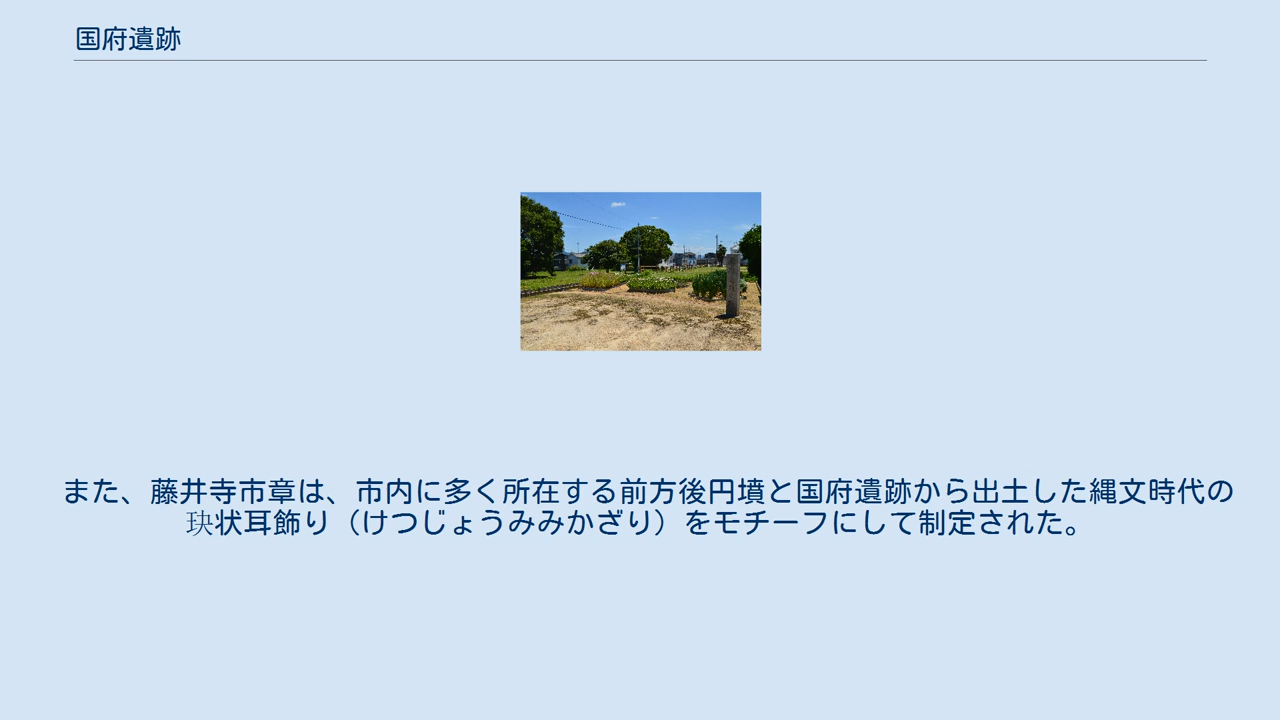 国府遺跡
また、藤井寺市章は、市内に多く所在する前方後円墳と国府遺跡から出土した縄文時代の
玦状耳飾り（けつじょうみみかざり）をモチーフにして制定された。